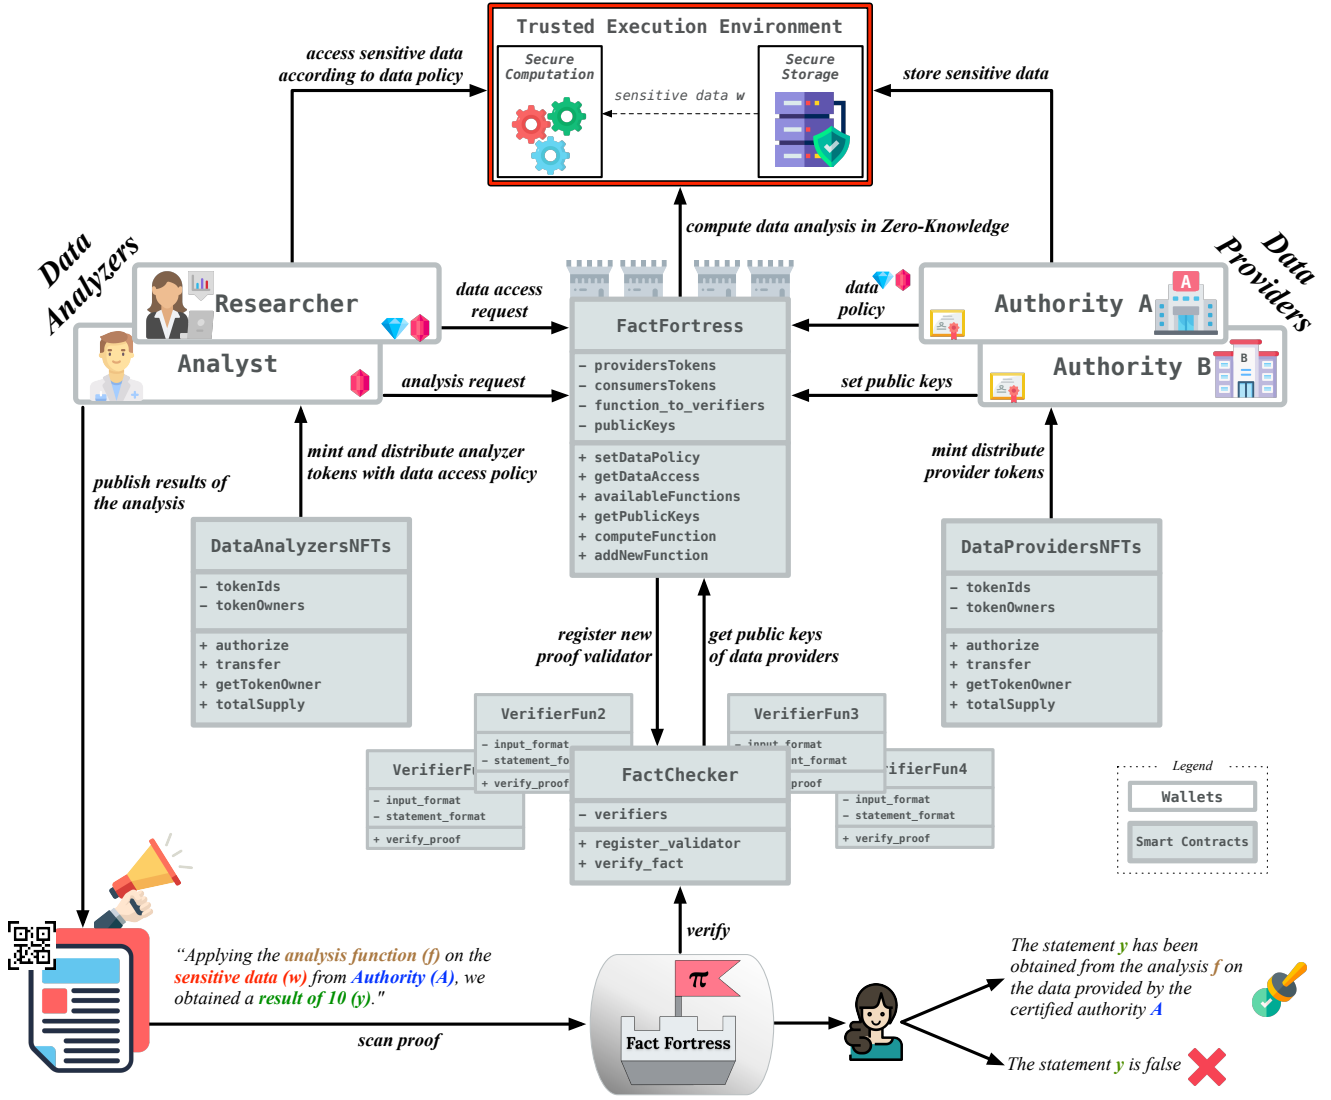 Trusted Execution Environment
Secure
Computation
Secure
Storage
sensitive data w
access sensitive data
according to data policy
store sensitive data
compute data analysis in Zero-Knowledge
Data
Analyzers
Data
Providers
Researcher
Analyst
data access
request
analysis request
data
policy
set public keys
A
Authority A
B
Authority B
FactFortress
− providersTokens
− consumersTokens
− function_to_verifiers
− publicKeys
+ setDataPolicy
+ getDataAccess
+ availableFunctions
+ getPublicKeys
+ computeFunction
+ addNewFunction
publish results of
the analysis
mint and distribute analyzer
tokens with data access policy
mint distribute
provider tokens
DataAnalyzersNFTs
− tokenIds
− tokenOwners
+ authorize
+ transfer
+ getTokenOwner
+ totalSupply
DataProvidersNFTs
− tokenIds
− tokenOwners
+ authorize
+ transfer
+ getTokenOwner
+ totalSupply
register new
proof validator
get public keys
of data providers
VerifierFun2
− input_format
− statement_fo
+ verify_proof
VerifierFun3
− input_format
nt_format
proof
VerifierFu
− input_format
− statement_format
+ verify_proof
rifierFun4
− input_format
− statement_format
+ verify_proof
FactChecker
− verifiers
+ register_validator
+ verify_fact
Legend
Wallets
Smart Contracts
“Applying the analysis function (f) on the
sensitive data (w) from Authority (A), we
obtained a result of 10 (y)."
scan proof
verify
π
Fact Fortress
The statement y has been
obtained from the analysis f on
the data provided by the
certified authority A
The statement y is false